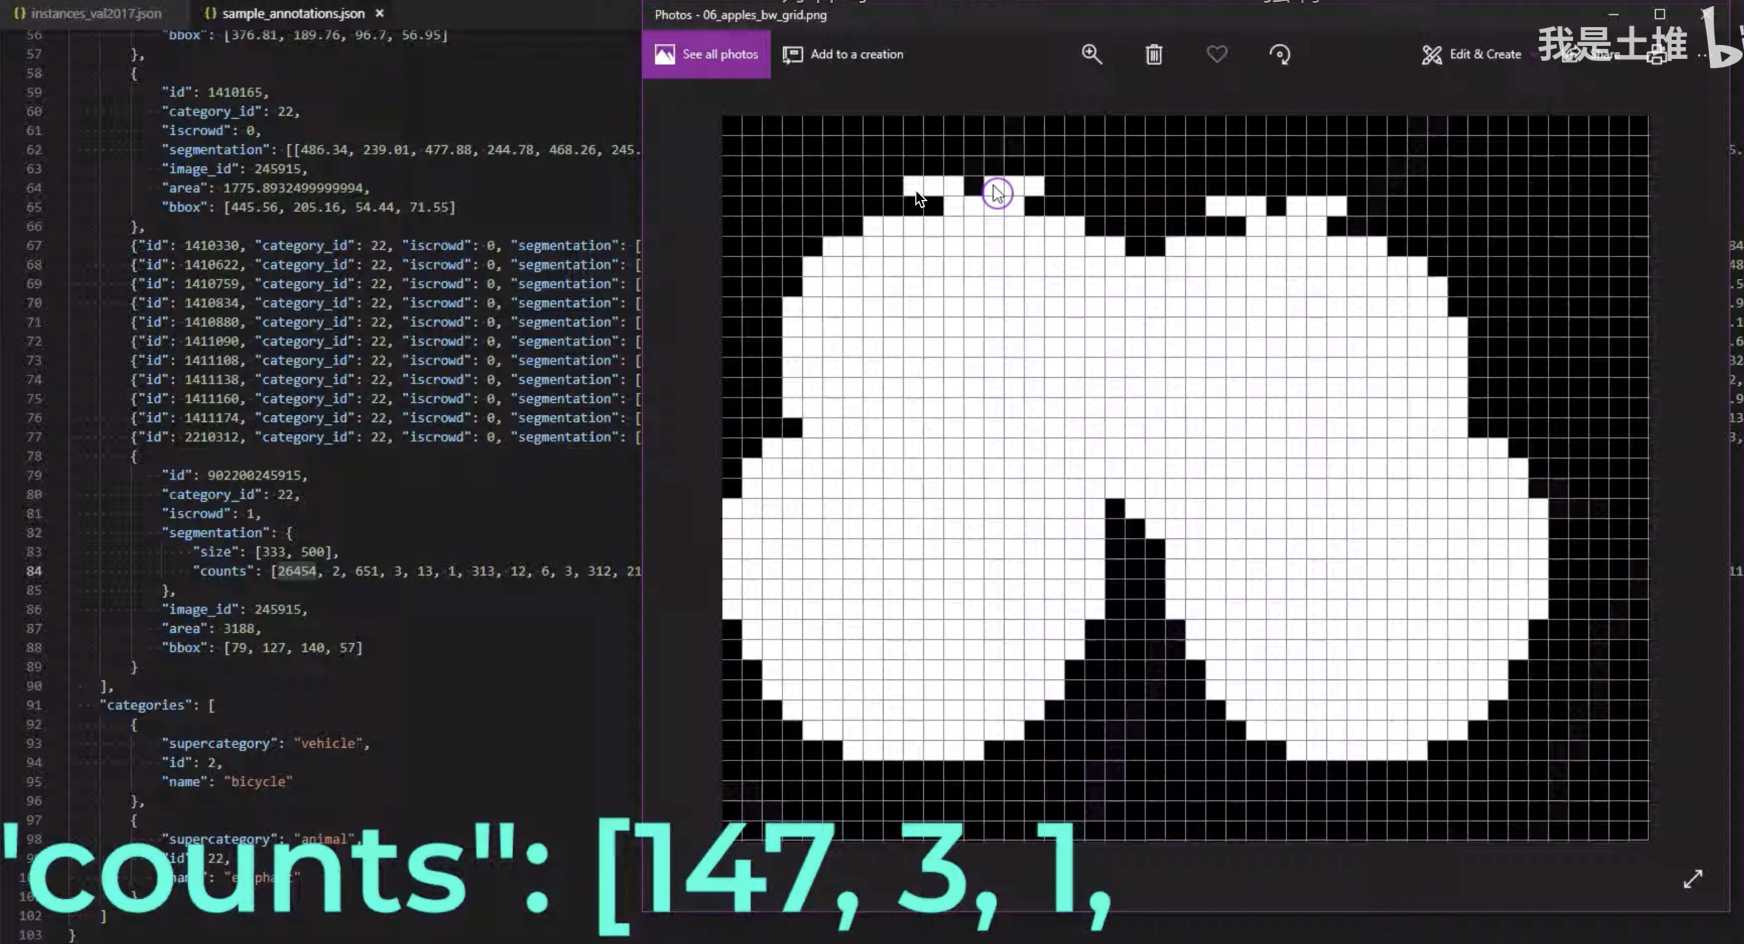 instances_val2017.json
sample_annotations.json ×
Photos - 06_apples_bw_grid.png
See all photos
Add to a creation
Edit & Create
我是土堆
56 "bbox": [376.81, 189.76, 96.7, 56.95]
57 },
58 {
59 "id": 1410165,
60 "category_id": 22,
61 "iscrowd": 0,
62 "segmentation": [[486.34, 239.01, 477.88, 244.78, 468.26, 245.
63 "image_id": 245915,
64 "area": 1775.8932499999994,
65 "bbox": [445.56, 205.16, 54.44, 71.55]
66 },
67 {"id": 1410330, "category_id": 22, "iscrowd": 0, "segmentation": [
68 {"id": 1410622, "category_id": 22, "iscrowd": 0, "segmentation": [
69 {"id": 1410759, "category_id": 22, "iscrowd": 0, "segmentation": [
70 {"id": 1410834, "category_id": 22, "iscrowd": 0, "segmentation": [
71 {"id": 1410880, "category_id": 22, "iscrowd": 0, "segmentation": [
72 {"id": 1411090, "category_id": 22, "iscrowd": 0, "segmentation": [
73 {"id": 1411108, "category_id": 22, "iscrowd": 0, "segmentation": [
74 {"id": 1411138, "category_id": 22, "iscrowd": 0, "segmentation": [
75 {"id": 1411160, "category_id": 22, "iscrowd": 0, "segmentation": [
76 {"id": 1411174, "category_id": 22, "iscrowd": 0, "segmentation": [
77 {"id": 2210312, "category_id": 22, "iscrowd": 0, "segmentation": [
78 {
79 "id": 902200245915,
80 "category_id": 22,
81 "iscrowd": 1,
82 "segmentation": {
83 "size": [333, 500],
84 "counts": [26454, 2, 651, 3, 13, 1, 313, 12, 6, 3, 312, 21
85 },
86 "image_id": 245915,
87 "area": 3188,
88 "bbox": [79, 127, 140, 57]
89 }
90 ],
91 "categories": [
92 {
93 "supercategory": "vehicle",
94 "id": 2,
95 "name": "bicycle"
96 },
97 {
98 "supercategory": "animal",
22,
102 ]
103 }
"counts": [147, 3, 1,